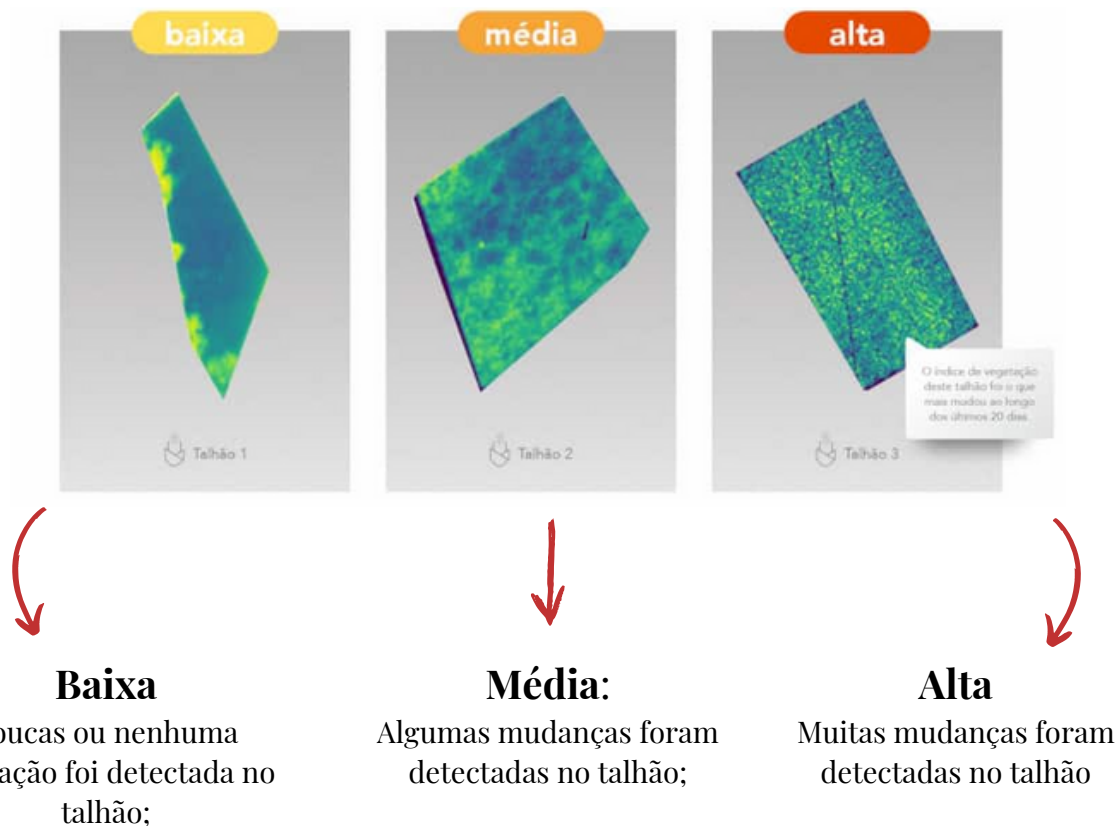 baixa
média
alta
O índice de vegetação
deste talhão foi o que
mais mudou ao longo
dos últimos 20 dias.
Talhão 1
Talhão 2
Talhão 3
Baixa
oucas ou nenhuma
ação foi detectada no
talhão;
Média:
Algumas mudanças foram
detectadas no talhão;
Alta
Muitas mudanças foram
detectadas no talhão